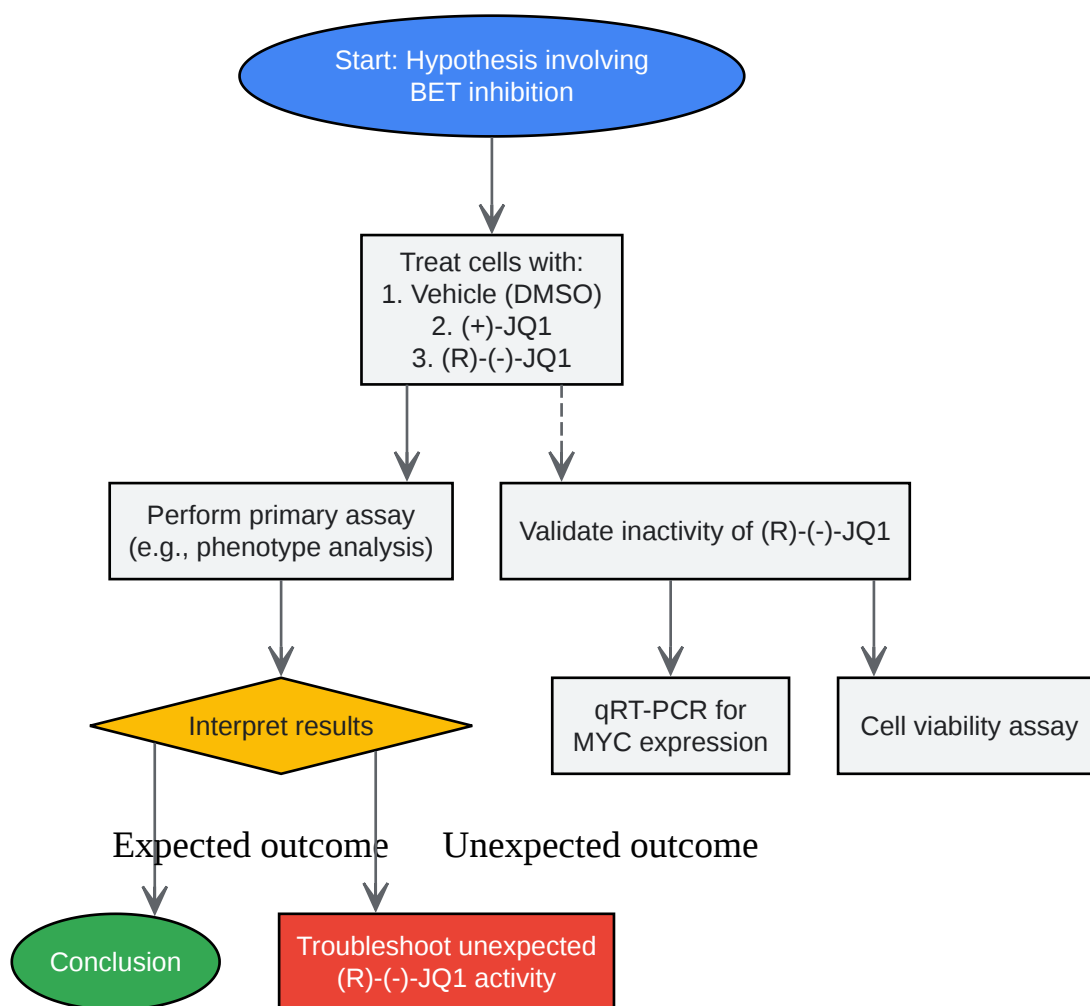 Start: Hypothesis involving
BET inhibition
Treat cells with:
1. Vehicle (DMSO)
2. (+)-JQ1
3. (R)-(-)-JQ1
Perform primary assay
(e.g., phenotype analysis)
Validate inactivity of (R)-(-)-JQ1
Interpret results
qRT-PCR for
MYC expression
Cell viability assay
Expected outcome
Unexpected outcome
Conclusion
Troubleshoot unexpected
(R)-(-)-JQ1 activity